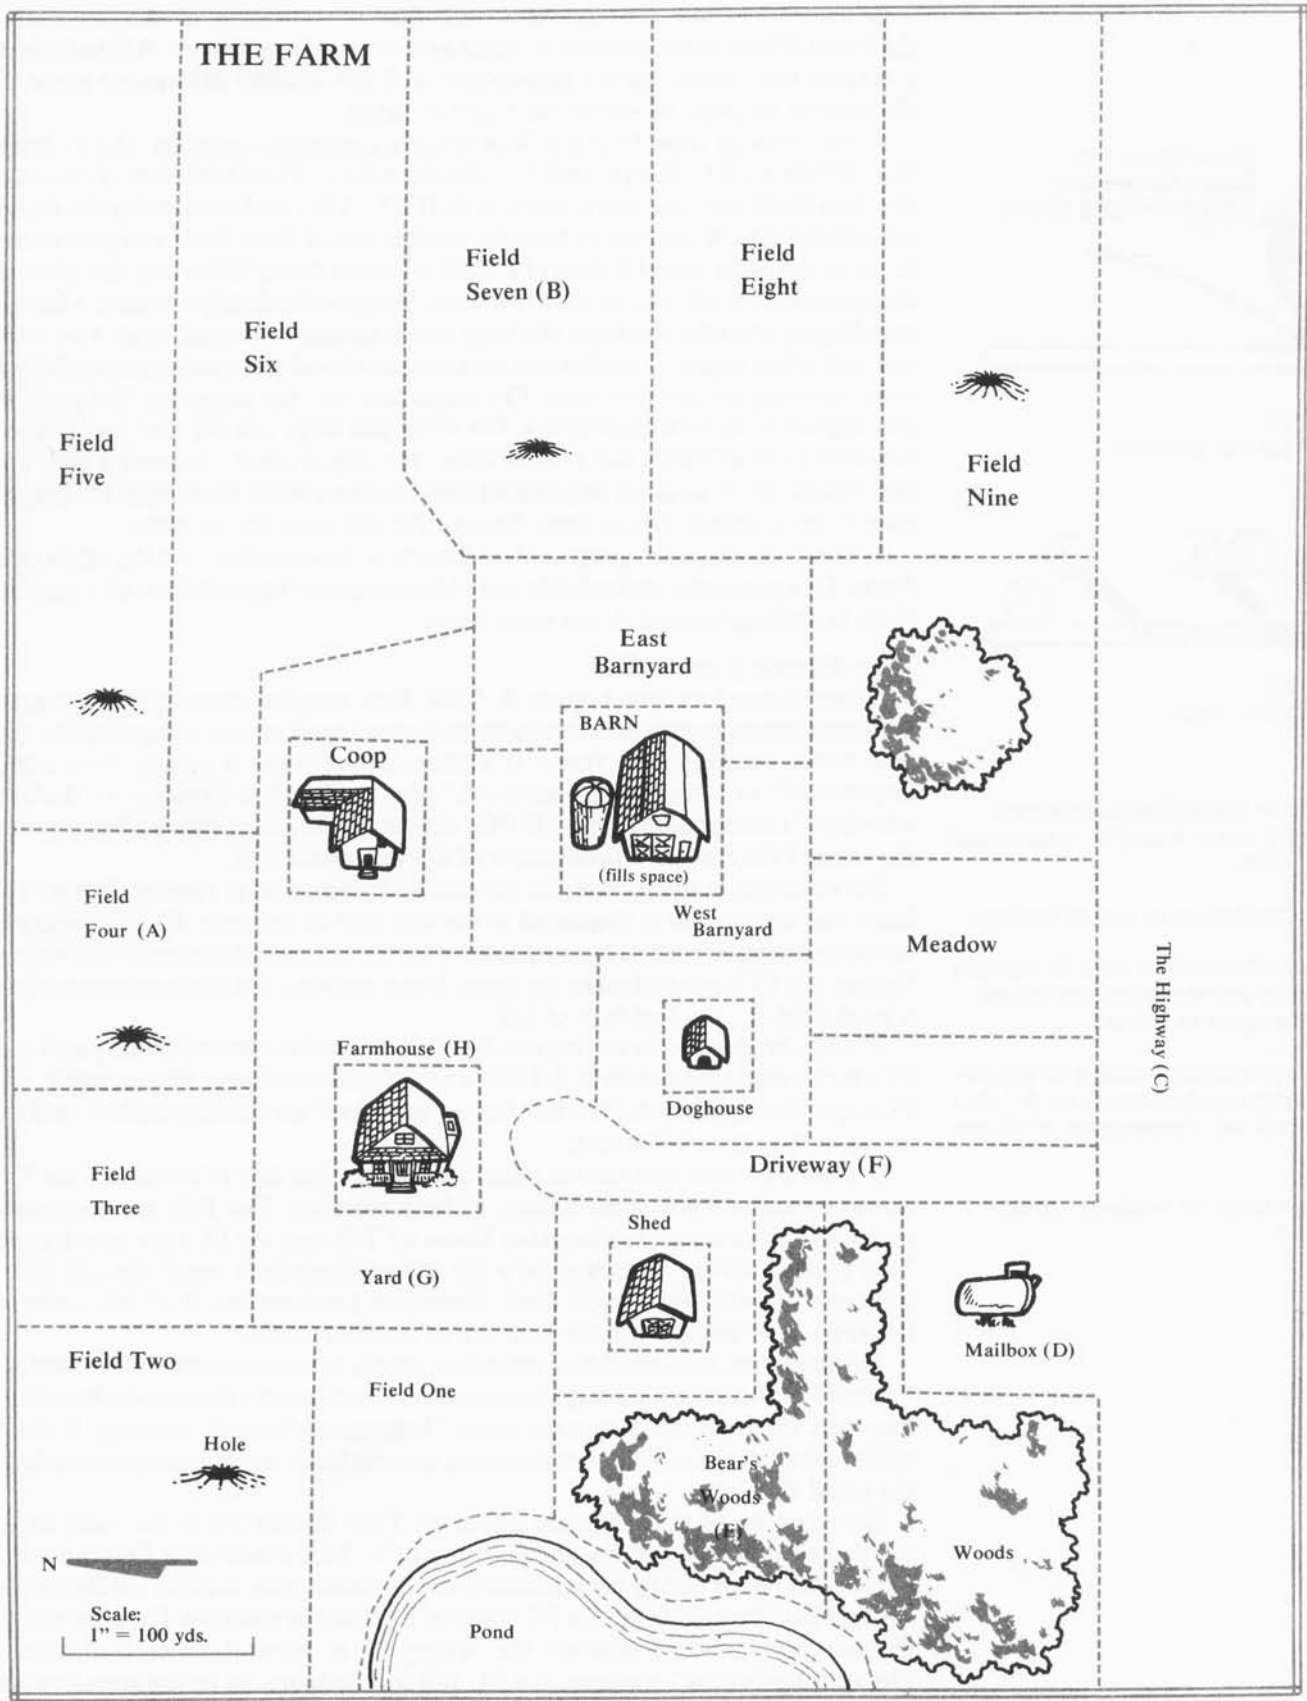 THE FARM
Field
Seven (B)
Field
Eight
Field
Six
Field
Five
Field
Nine
East
Barnyard
BARN
Coop
(fills space)
Field
Four (A)
West
Barnyard
Meadow
The Highway (C)
Farmhouse (H)
Doghouse
Driveway (F)
Field
Three
Shed
Yard (G)
Mailbox (D)
Field Two
Field One
Hole
Bear's
Woods
(E)
Woods
N
Scale:
1” = 100 yds.
Pond